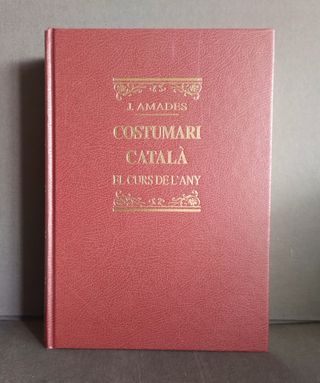 J. AMADES
COSTUMARI
CATALÀ
EL CURS DE L'ANY